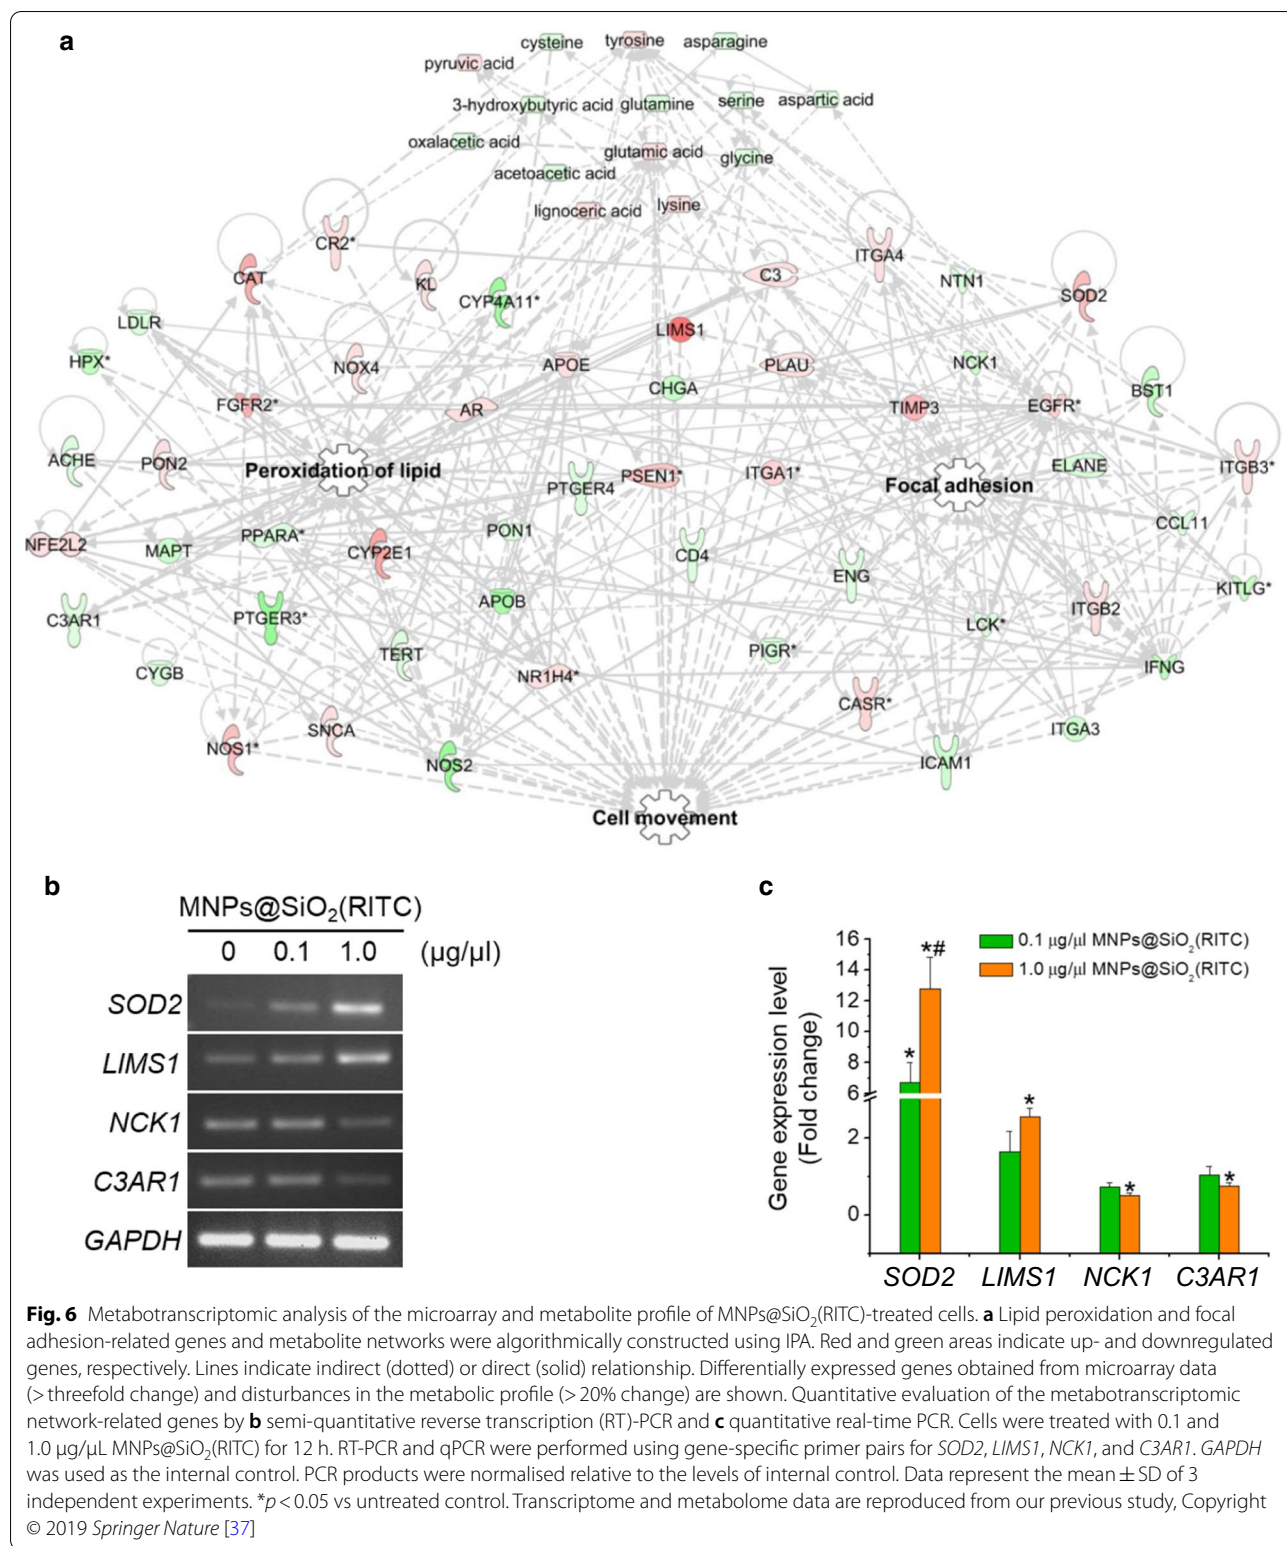 a
cysteine tyrosine asparagine
pyruvic acid
3-hydroxybutyric acid glutamine serine aspartic acid
oxalacetic acid
glutamic acid glycine
acetoacetic acid
lignoceric acid lysine
CR2* ITGA4
CAT KL C3 NTN1 SOD2
CYP4A11*
LDLR LIMS1
HPX* NOX4 APOE PLAU NCK1
CHGA BST1
FGFR2* AR TIMP3 EGFR*
ACHE PON2 Peroxidation of lipid PSEN1* ITGA1* ELANE ITGB3*
PTGER4 Focal adhesion
CCL11
NFE2L2 MAPT PPARA* CYP2E1 PON1 CD4
ENG KITLG*
C3AR1 PTGER3* APOB LCK* ITGB2
CYGB TERT NR1H4* PIGR* IFNG
CASR*
NOS1* SNCA ITGA3
NOS2 ICAM1
Cell movement
b
MNPs@SiO2(RITC)
0 0.1 1.0 (µg/µl)
SOD2
LIMS1
NCK1
C3AR1
GAPDH
c
0.1 µg/µl MNPs@SiO2(RITC)
1.0 µg/µl MNPs@SiO2(RITC)
Gene expression level
(Fold change)
16
14
12
10
8
6
2
0
*
*#
*
*
*
SOD2 LIMS1 NCK1 C3AR1
Fig. 6 Metabotranscriptomic analysis of the microarray and metabolite profile of MNPs@SiO2(RITC)-treated cells. a Lipid peroxidation and focal
adhesion-related genes and metabolite networks were algorithmically constructed using IPA. Red and green areas indicate up- and downregulated
genes, respectively. Lines indicate indirect (dotted) or direct (solid) relationship. Differentially expressed genes obtained from microarray data
(> threefold change) and disturbances in the metabolic profile (> 20% change) are shown. Quantitative evaluation of the metabotranscriptomic
network-related genes by b semi-quantitative reverse transcription (RT)-PCR and c quantitative real-time PCR. Cells were treated with 0.1 and
1.0 µg/µL MNPs@SiO2(RITC) for 12 h. RT-PCR and qPCR were performed using gene-specific primer pairs for SOD2, LIMS1, NCK1, and C3AR1. GAPDH
was used as the internal control. PCR products were normalised relative to the levels of internal control. Data represent the mean ± SD of 3
independent experiments. *p < 0.05 vs untreated control. Transcriptome and metabolome data are reproduced from our previous study, Copyright
© 2019 Springer Nature [37]